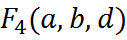 F₄(a, b, d)